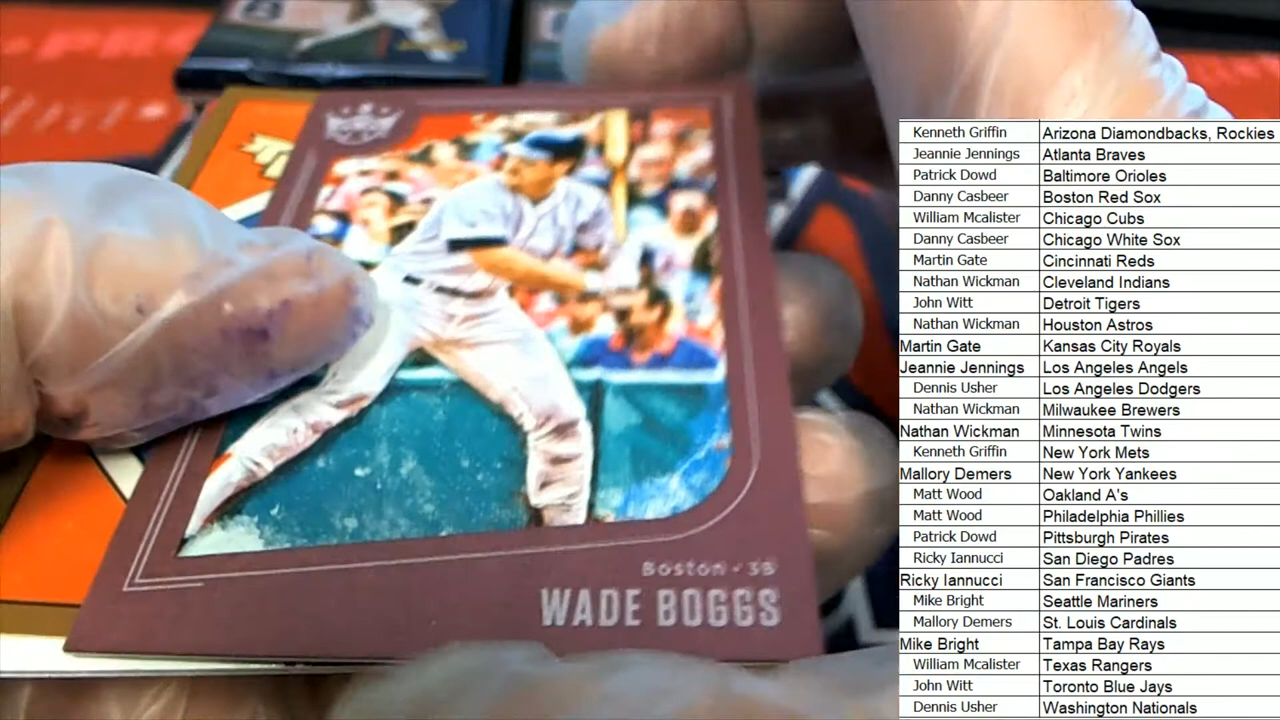 Boston · 3B
WADE BOGGS
Kenneth Griffin Arizona Diamondbacks, Rockies
Jeannie Jennings Atlanta Braves
Patrick Dowd Baltimore Orioles
Danny Casbeer Boston Red Sox
William Mcalister Chicago Cubs
Danny Casbeer Chicago White Sox
Martin Gate Cincinnati Reds
Nathan Wickman Cleveland Indians
John Witt Detroit Tigers
Nathan Wickman Houston Astros
Martin Gate Kansas City Royals
Jeannie Jennings Los Angeles Angels
Dennis Usher Los Angeles Dodgers
Nathan Wickman Milwaukee Brewers
Nathan Wickman Minnesota Twins
Kenneth Griffin New York Mets
Mallory Demers New York Yankees
Matt Wood Oakland A's
Matt Wood Philadelphia Phillies
Patrick Dowd Pittsburgh Pirates
Ricky Iannucci San Diego Padres
Ricky Iannucci San Francisco Giants
Mike Bright Seattle Mariners
Mallory Demers St. Louis Cardinals
Mike Bright Tampa Bay Rays
William Mcalister Texas Rangers
John Witt Toronto Blue Jays
Dennis Usher Washington Nationals